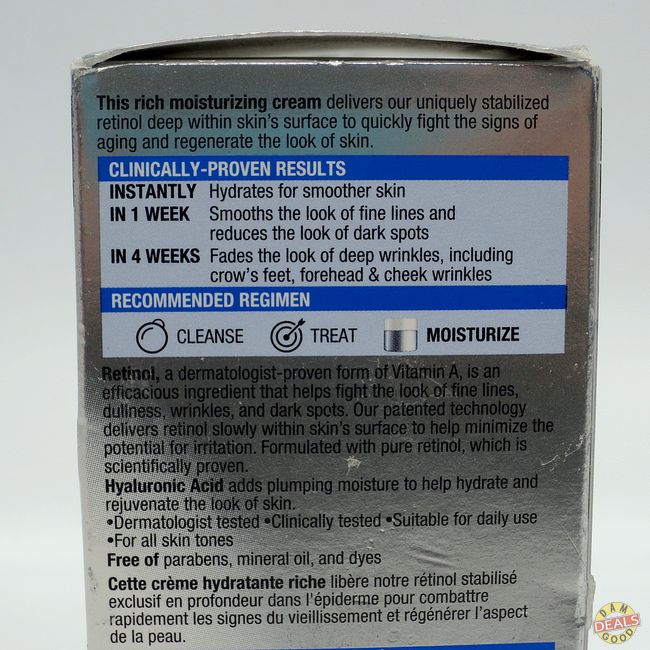 This rich moisturizing cream delivers our uniquely stabilized
retinol deep within skin's surface to quickly fight the signs of
aging and regenerate the look of skin.
CLINICALLY-PROVEN RESULTS
INSTANTLY Hydrates for smoother skin
IN 1 WEEK Smooths the look of fine lines and
reduces the look of dark spots
IN 4 WEEKS Fades the look of deep wrinkles, including
crow's feet, forehead & cheek wrinkles
RECOMMENDED REGIMEN
CLEANSE TREAT MOISTURIZE
Retinol, a dermatologist-proven form of Vitamin A, is an
efficacious ingredient that helps fight the look of fine lines,
dullness, wrinkles, and dark spots. Our patented technology
delivers retinol slowly within skin's surface to help minimize the
potential for irritation. Formulated with pure retinol, which is
scientifically proven.
Hyaluronic Acid adds plumping moisture to help hydrate and
rejuvenate the look of skin.
•Dermatologist tested •Clinically tested •Suitable for daily use
•For all skin tones
Free of parabens, mineral oil, and dyes
Cette crème hydratante riche libère notre rétinol stabilisé
exclusif en profondeur dans l'épiderme pour combattre
rapidement les signes du vieillissement et régénérer l'aspect
de la peau.
DAM
GOOD
DEALS